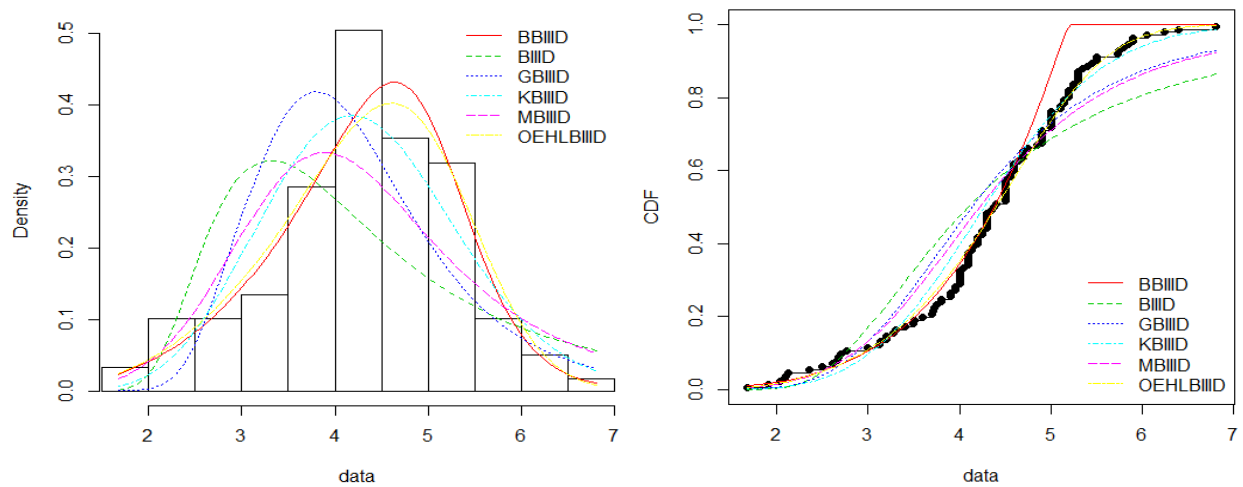 0.5
0.4
0.3
0.2
0.1
0.0
Density
BBIIID
BIIID
GBIIID
KBIIID
MBIIID
OEHLBIIID
2 3 4 5 6 7
data
1.0
0.8
0.6
0.4
0.2
0.0
CDF
BBIIID
BIIID
GBIIID
KBIIID
MBIIID
OEHLBIIID
2 3 4 5 6 7
data